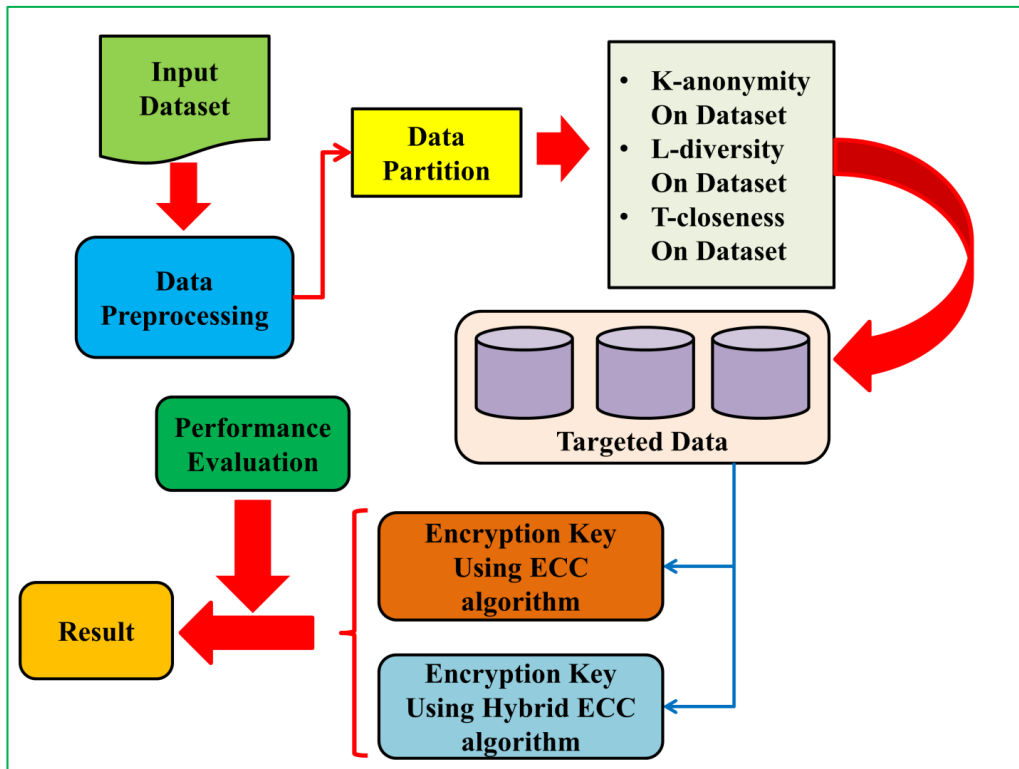 Input
Dataset
Data
Preprocessing
Data
Partition
• K-anonymity
On Dataset
• L-diversity
On Dataset
• T-closeness
On Dataset
Targeted Data
Encryption Key
Using ECC
algorithm
Encryption Key
Using Hybrid ECC
algorithm
Performance
Evaluation
Result